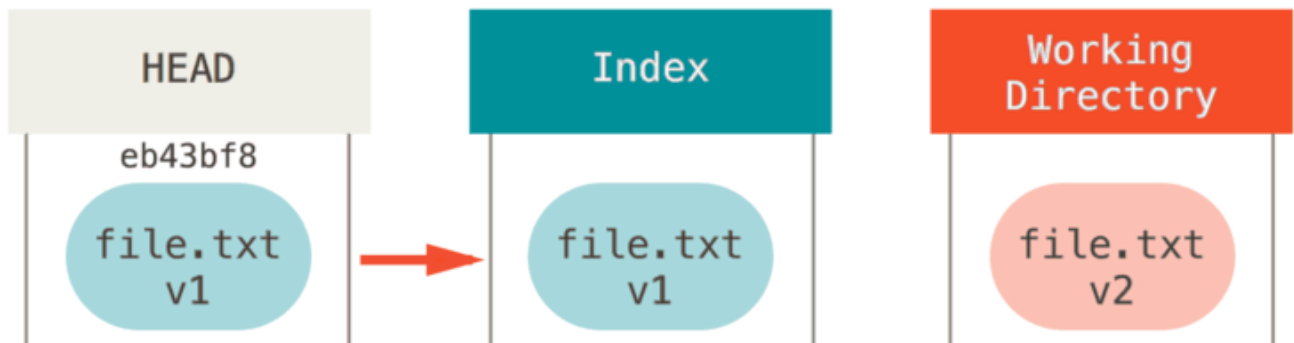 HEAD
Index
Working
Directory
eb43bf8
file.txt
v1
file.txt
v1
file.txt
v2